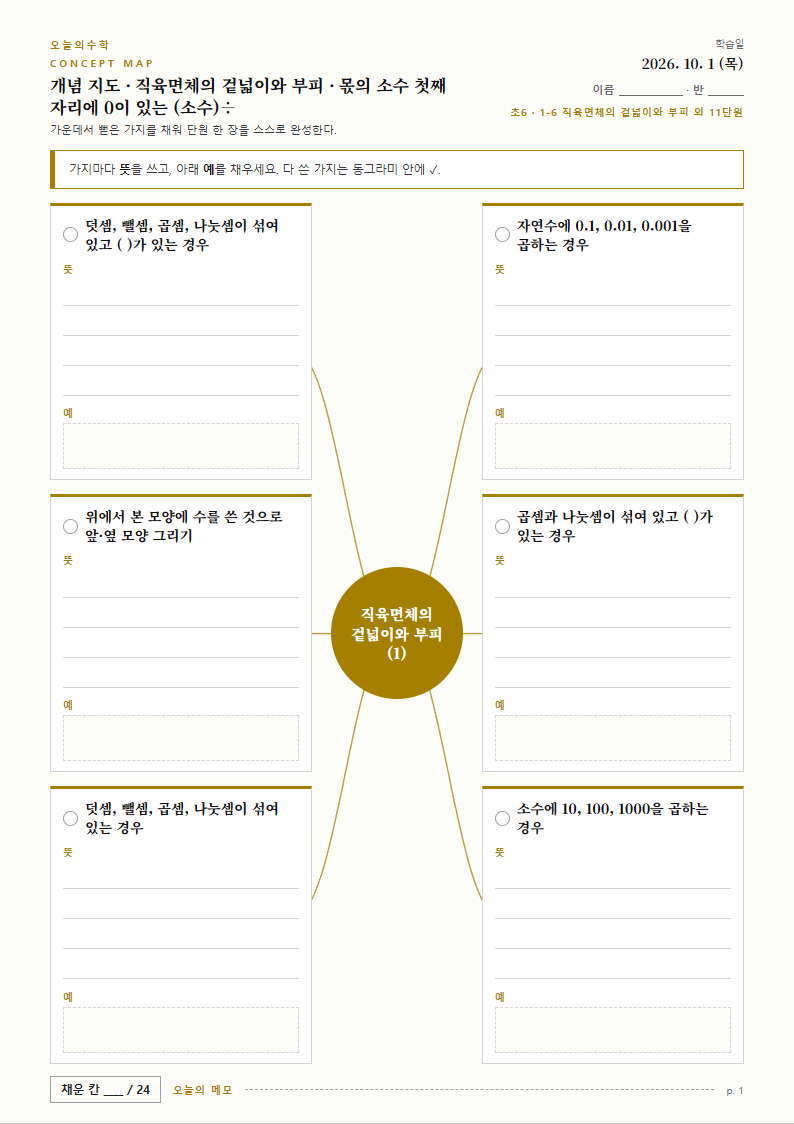 오늘의수학
CONCEPT MAP
개념 지도 · 직육면체의 겉넓이와 부피 · 몫의 소수 첫째
자리에 0이 있는 (소수)÷
가운데서 뻗은 가지를 채워 단원 한 장을 스스로 완성한다.
학습일
2026. 10. 1 (목)
이름 ____________ · 반 ______
초6 · 1-6 직육면체의 겉넓이와 부피 외 11단원
가지마다 뜻을 쓰고, 아래 예를 채우세요. 다 쓴 가지는 동그라미 안에 ✓.
덧셈, 뺄셈, 곱셈, 나눗셈이 섞여
있고 ( )가 있는 경우
뜻
예
자연수에 0.1, 0.01, 0.001을
곱하는 경우
뜻
예
위에서 본 모양에 수를 쓴 것으로
앞·옆 모양 그리기
뜻
예
곱셈과 나눗셈이 섞여 있고 ( )가
있는 경우
뜻
예
직육면체의
겉넓이와 부피
(1)
덧셈, 뺄셈, 곱셈, 나눗셈이 섞여
있는 경우
뜻
예
소수에 10, 100, 1000을 곱하는
경우
뜻
예
채운 칸 ___ / 24
오늘의 메모
p. 1